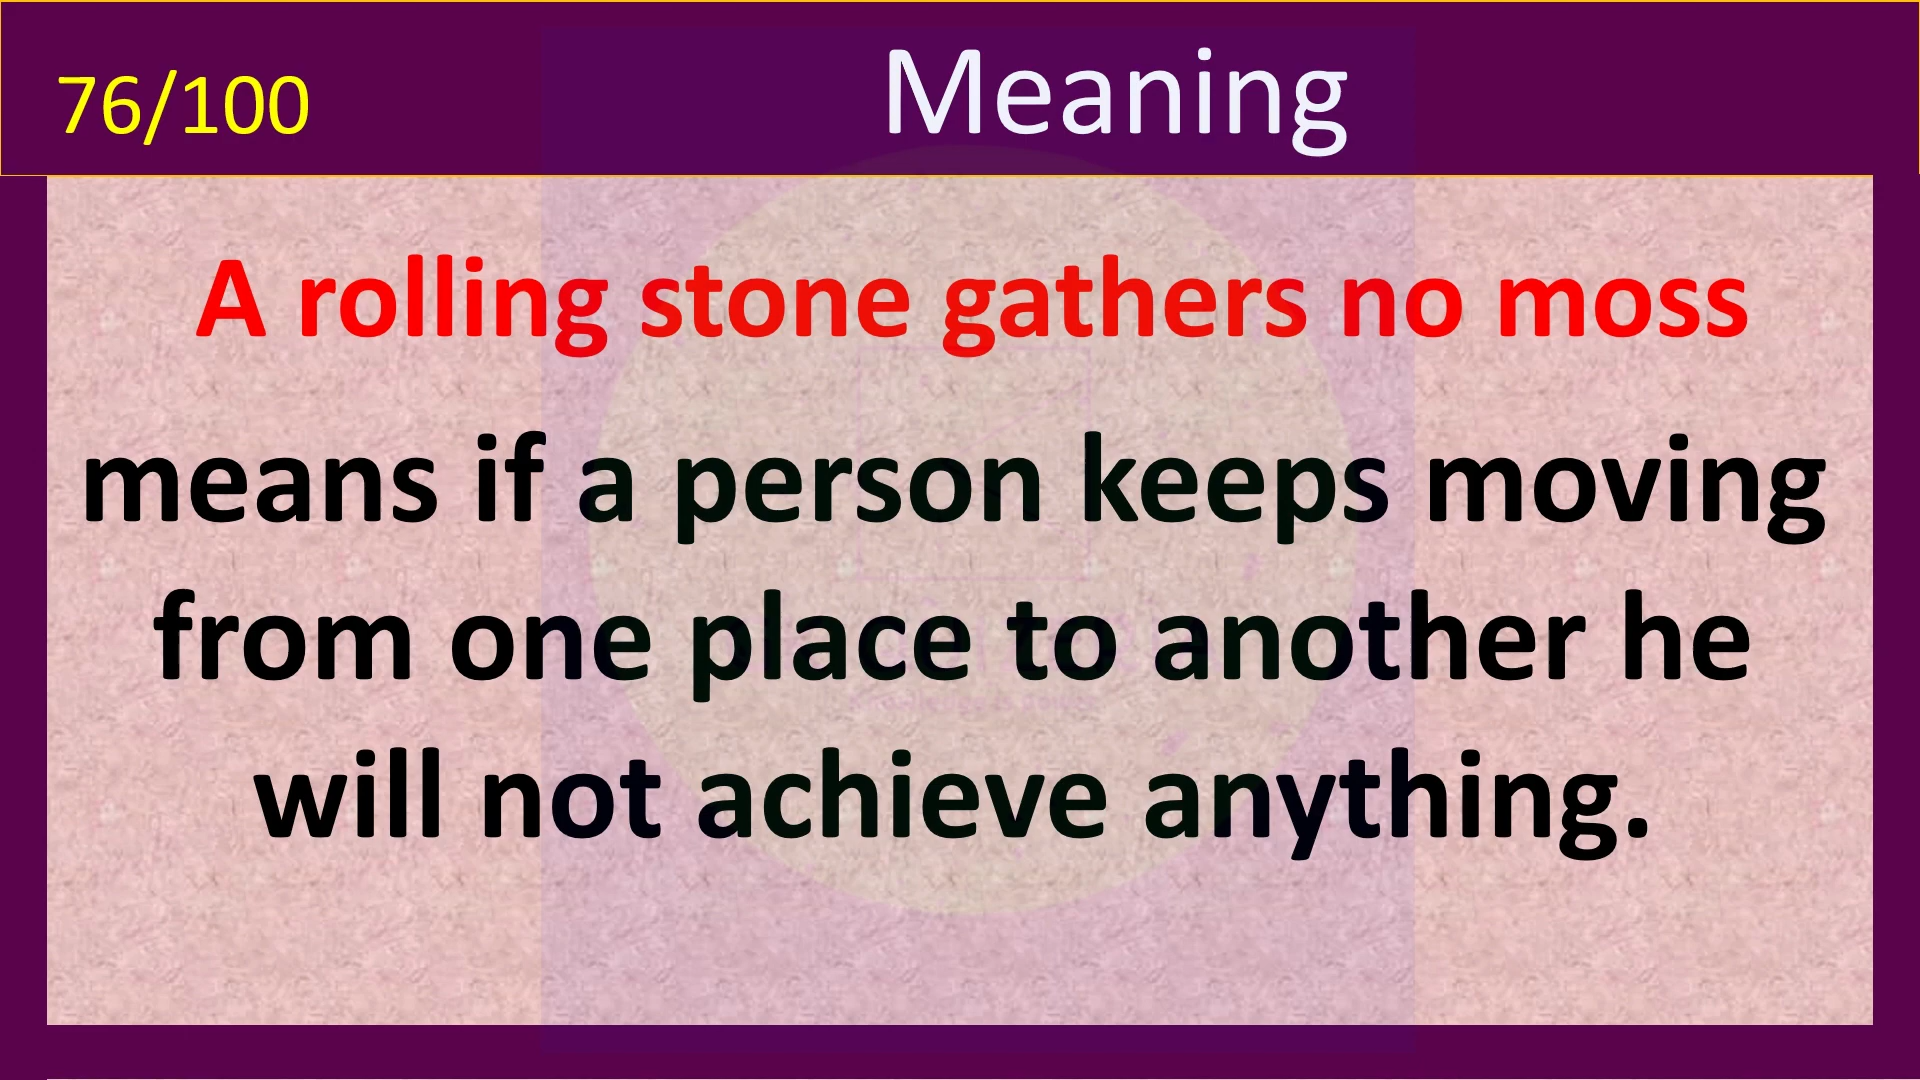 76/100
Meaning
A rolling stone gathers no moss
means if a person keeps moving
from one place to another he
will not achieve anything.